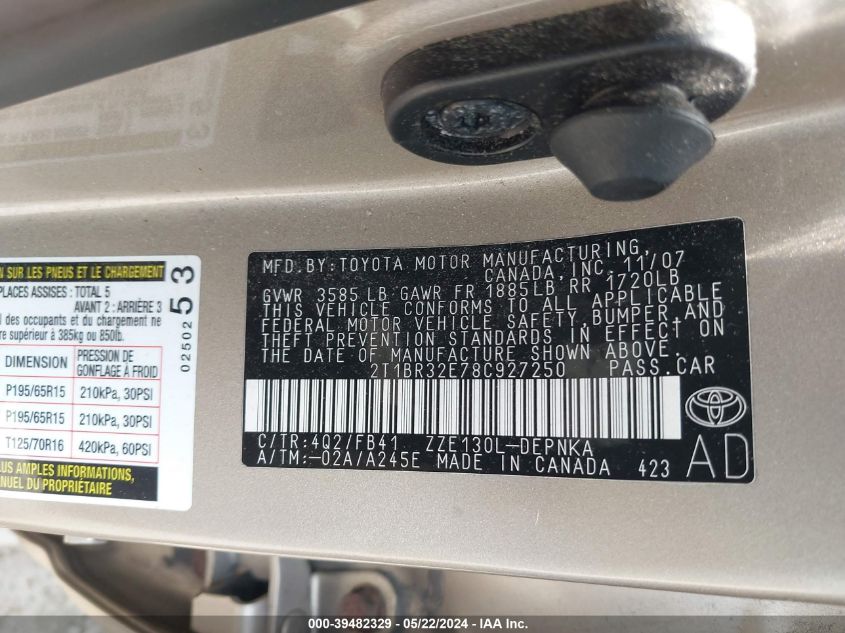 N SUR LES PNEUS ET LE CHARGEMENT
PLACES ASSISES : TOTAL 5
AVANT 2 : ARRIÈRE 3
l des occupants et du chargement ne
re supérieur à 385kg ou 850lb.
DIMENSION PRESSION DE GONFLAGE À FROID
P195/65R15 210kPa, 30PSI
P195/65R15 210kPa, 30PSI
T125/70R16 420kPa, 60PSI
US AMPLES INFORMATIONS,
NUEL DU PROPRIÉTAIRE
02502 53
MFD. BY: TOYOTA MOTOR MANUFACTURING,
CANADA, INC. 11/07
GVWR 3585 LB GAWR FR 1885LB RR 1720LB
THIS VEHICLE CONFORMS TO ALL APPLICABLE
FEDERAL MOTOR VEHICLE SAFETY, BUMPER, AND
THEFT PREVENTION STANDARDS IN EFFECT ON
THE DATE OF MANUFACTURE SHOWN ABOVE.
2T1BR32E78C927250 PASS. CAR
C/TR: 4Q2/FB41 ZZE130L-DEPNKA
A/TM: -02A/A245E MADE IN CANADA 423
AD
000-39482329 - 05/22/2024 - IAA Inc.